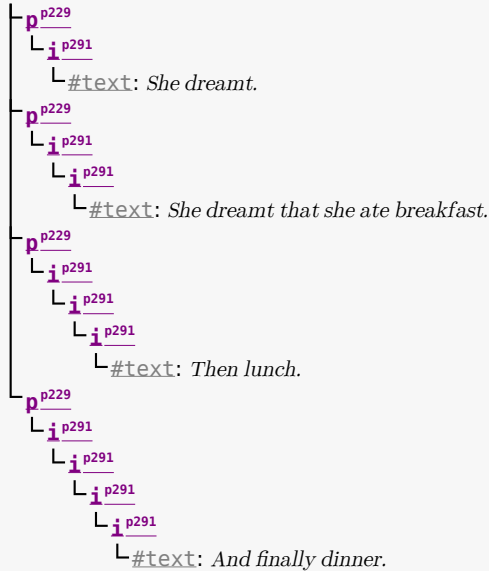 p p229
i p291
#text: She dreamt.
p p229
i p291
i p291
#text: She dreamt that she ate breakfast.
p p229
i p291
i p291
i p291
#text: Then lunch.
p p229
i p291
i p291
i p291
i p291
#text: And finally dinner.